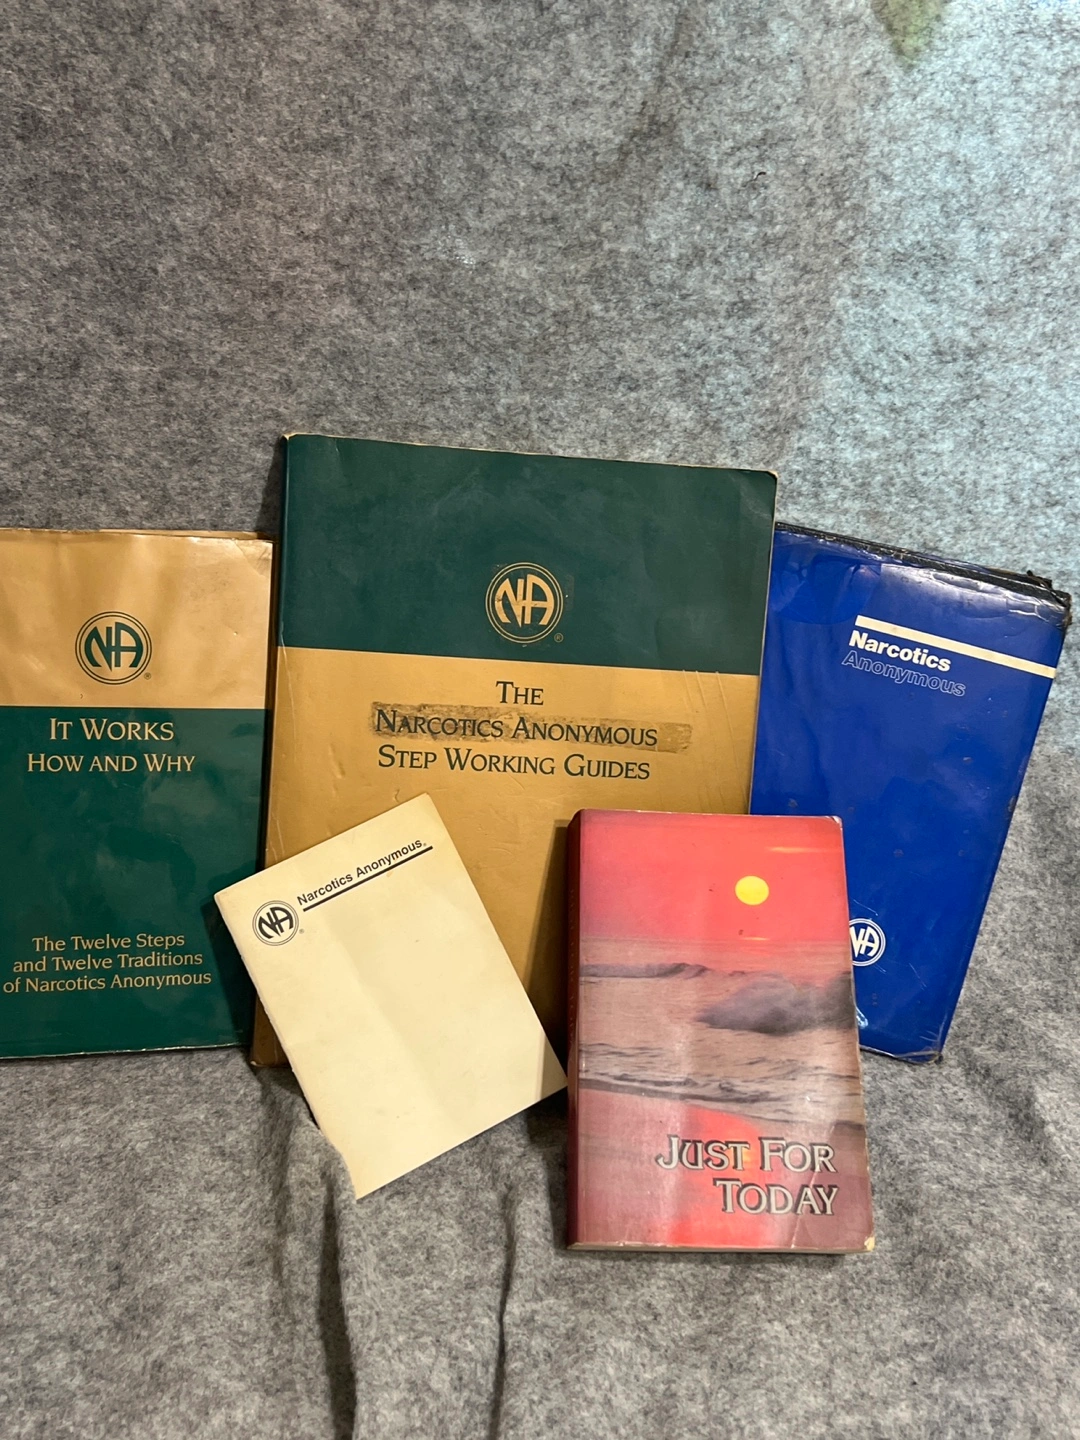 NA
®
IT WORKS
HOW AND WHY
The Twelve Steps
and Twelve Traditions
of Narcotics Anonymous
NA
®
THE
NARCOTICS ANONYMOUS
STEP WORKING GUIDES
Narcotics
Anonymous
NA
Narcotics Anonymous®
NA
®
JUST FOR
TODAY